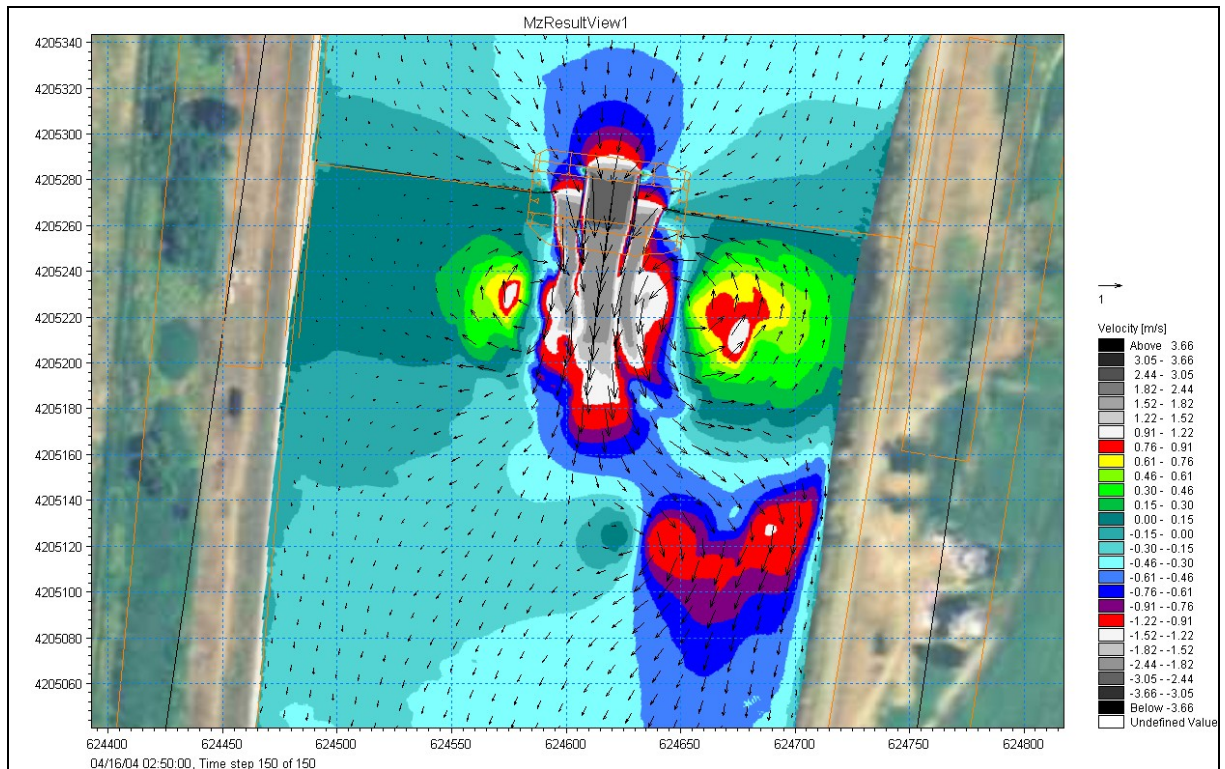 MzResultView1
4205340
4205320
4205300
4205280
4205260
4205240
4205220
4205200
4205180
4205160
4205140
4205120
4205100
4205080
4205060
624400 624450 624500 624550 624600 624650 624700 624750 624800
04/16/04 02:50:00, Time step 150 of 150
1
Velocity [m/s]
Above 3.66
3.05 - 3.66
2.44 - 3.05
1.82 - 2.44
1.52 - 1.82
1.22 - 1.52
0.91 - 1.22
0.76 - 0.91
0.61 - 0.76
0.46 - 0.61
0.30 - 0.46
0.15 - 0.30
0.00 - 0.15
-0.15 - 0.00
-0.30 - -0.15
-0.46 - -0.30
-0.61 - -0.46
-0.76 - -0.61
-0.91 - -0.76
-1.22 - -0.91
-1.52 - -1.22
-1.82 - -1.52
-2.44 - -1.82
-3.05 - -2.44
-3.66 - -3.05
Below -3.66
Undefined Value